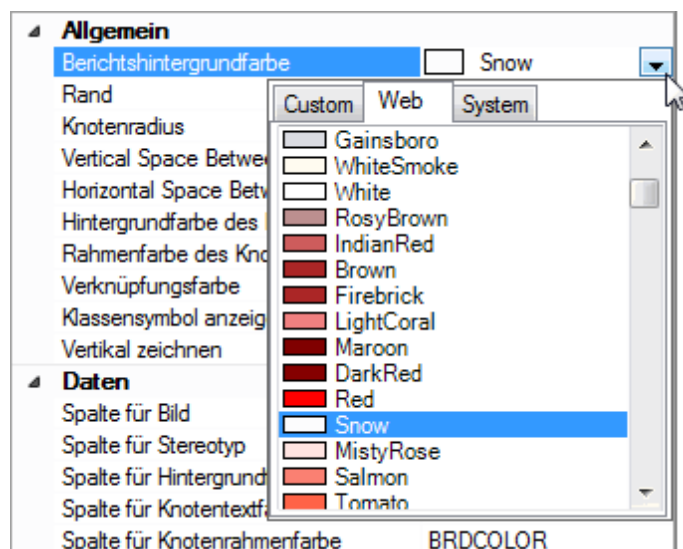 Allgemein
Berichtshintergrundfarbe Snow
Rand
Knotenradius
Vertical Space Betwe
Horizontal Space Betw
Hintergrundfarbe des
Rahmenfarbe des Kno
Verknüpfungsfarbe
Klassensymbol anzeig
Vertikal zeichnen
Custom Web System
Gainsboro
WhiteSmoke
White
RosyBrown
IndianRed
Brown
Firebrick
LightCoral
Maroon
DarkRed
Red
Snow
MistyRose
Salmon
Tomato
Daten
Spalte für Bild
Spalte für Stereotyp
Spalte für Hintergrund
Spalte für Knotentextfa
Spalte für Knotenrahmenfarbe BRDCOLOR